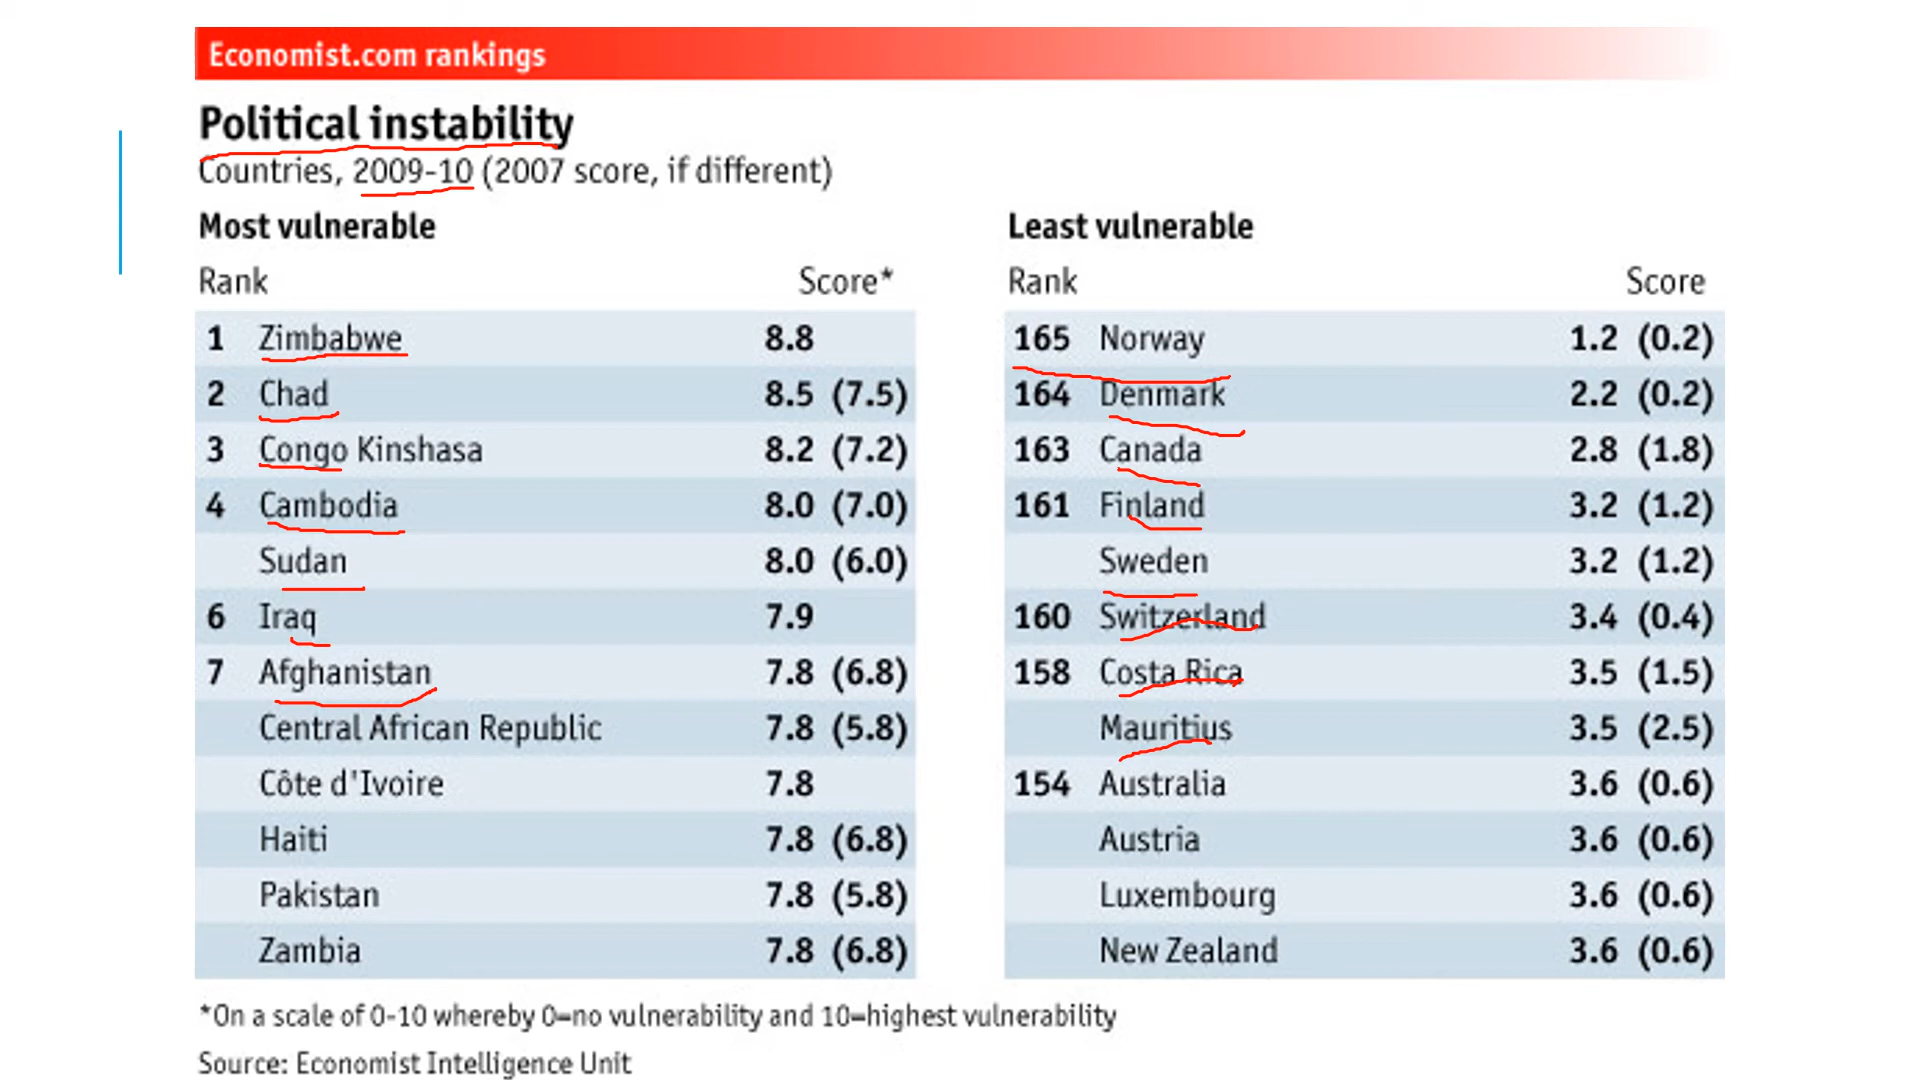 Economist.com rankings
Political instability
Countries, 2009-10 (2007 score, if different)
Most vulnerable
Rank Score*
1 Zimbabwe 8.8
2 Chad 8.5 (7.5)
3 Congo Kinshasa 8.2 (7.2)
4 Cambodia 8.0 (7.0)
Sudan 8.0 (6.0)
6 Iraq 7.9
7 Afghanistan 7.8 (6.8)
Central African Republic 7.8 (5.8)
Côte d'Ivoire 7.8
Haiti 7.8 (6.8)
Pakistan 7.8 (5.8)
Zambia 7.8 (6.8)
Least vulnerable
Rank Score
165 Norway 1.2 (0.2)
164 Denmark 2.2 (0.2)
163 Canada 2.8 (1.8)
161 Finland 3.2 (1.2)
Sweden 3.2 (1.2)
160 Switzerland 3.4 (0.4)
158 Costa Rica 3.5 (1.5)
Mauritius 3.5 (2.5)
154 Australia 3.6 (0.6)
Austria 3.6 (0.6)
Luxembourg 3.6 (0.6)
New Zealand 3.6 (0.6)
*On a scale of 0-10 whereby 0=no vulnerability and 10=highest vulnerability
Source: Economist Intelligence Unit